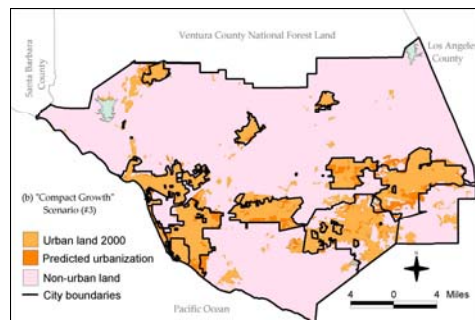 Ventura County National Forest Land
Los Angeles
County
Santa Barbara
County
(b) "Compact Growth"
Scenario (#3)
Urban land 2000
Predicted urbanization
Non-urban land
City boundaries
Pacific Ocean
4 0 4 Miles